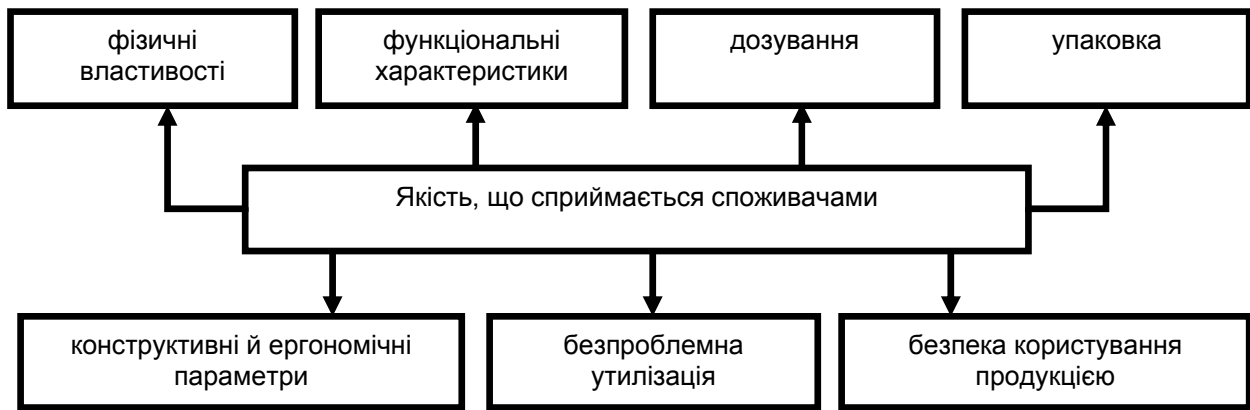 фізичні
властивості
функціональні
характеристики
дозування
упаковка
Якість, що сприймається споживачами
конструктивні й ергономічні
параметри
безпроблемна
утилізація
безпека користування
продукцією